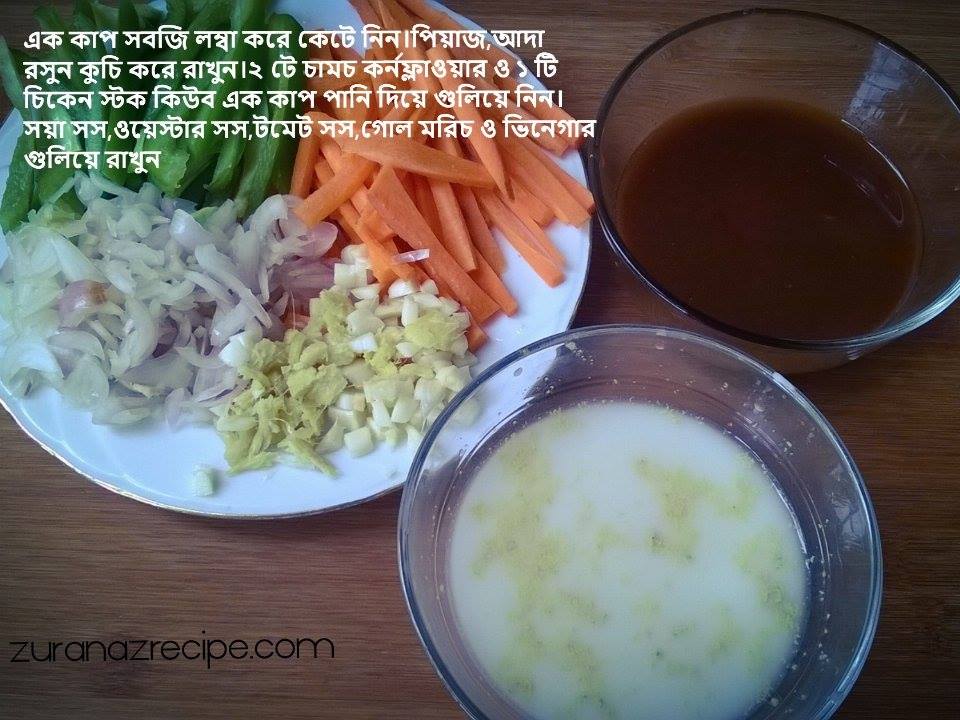 এক কাপ সবজি লম্বা করে কেটে নিন।পিয়াজ,আদা
রসুন কুচি করে রাখুন।২ টে চামচ কর্নফ্লাওয়ার ও ১ টি
চিকেন স্টক কিউব এক কাপ পানি দিয়ে গুলিয়ে নিন।
সয়া সস,ওয়েস্টার সস,টমেট সস,গোল মরিচ ও ভিনেগার
গুলিয়ে রাখুন
zuranazrecipe.com